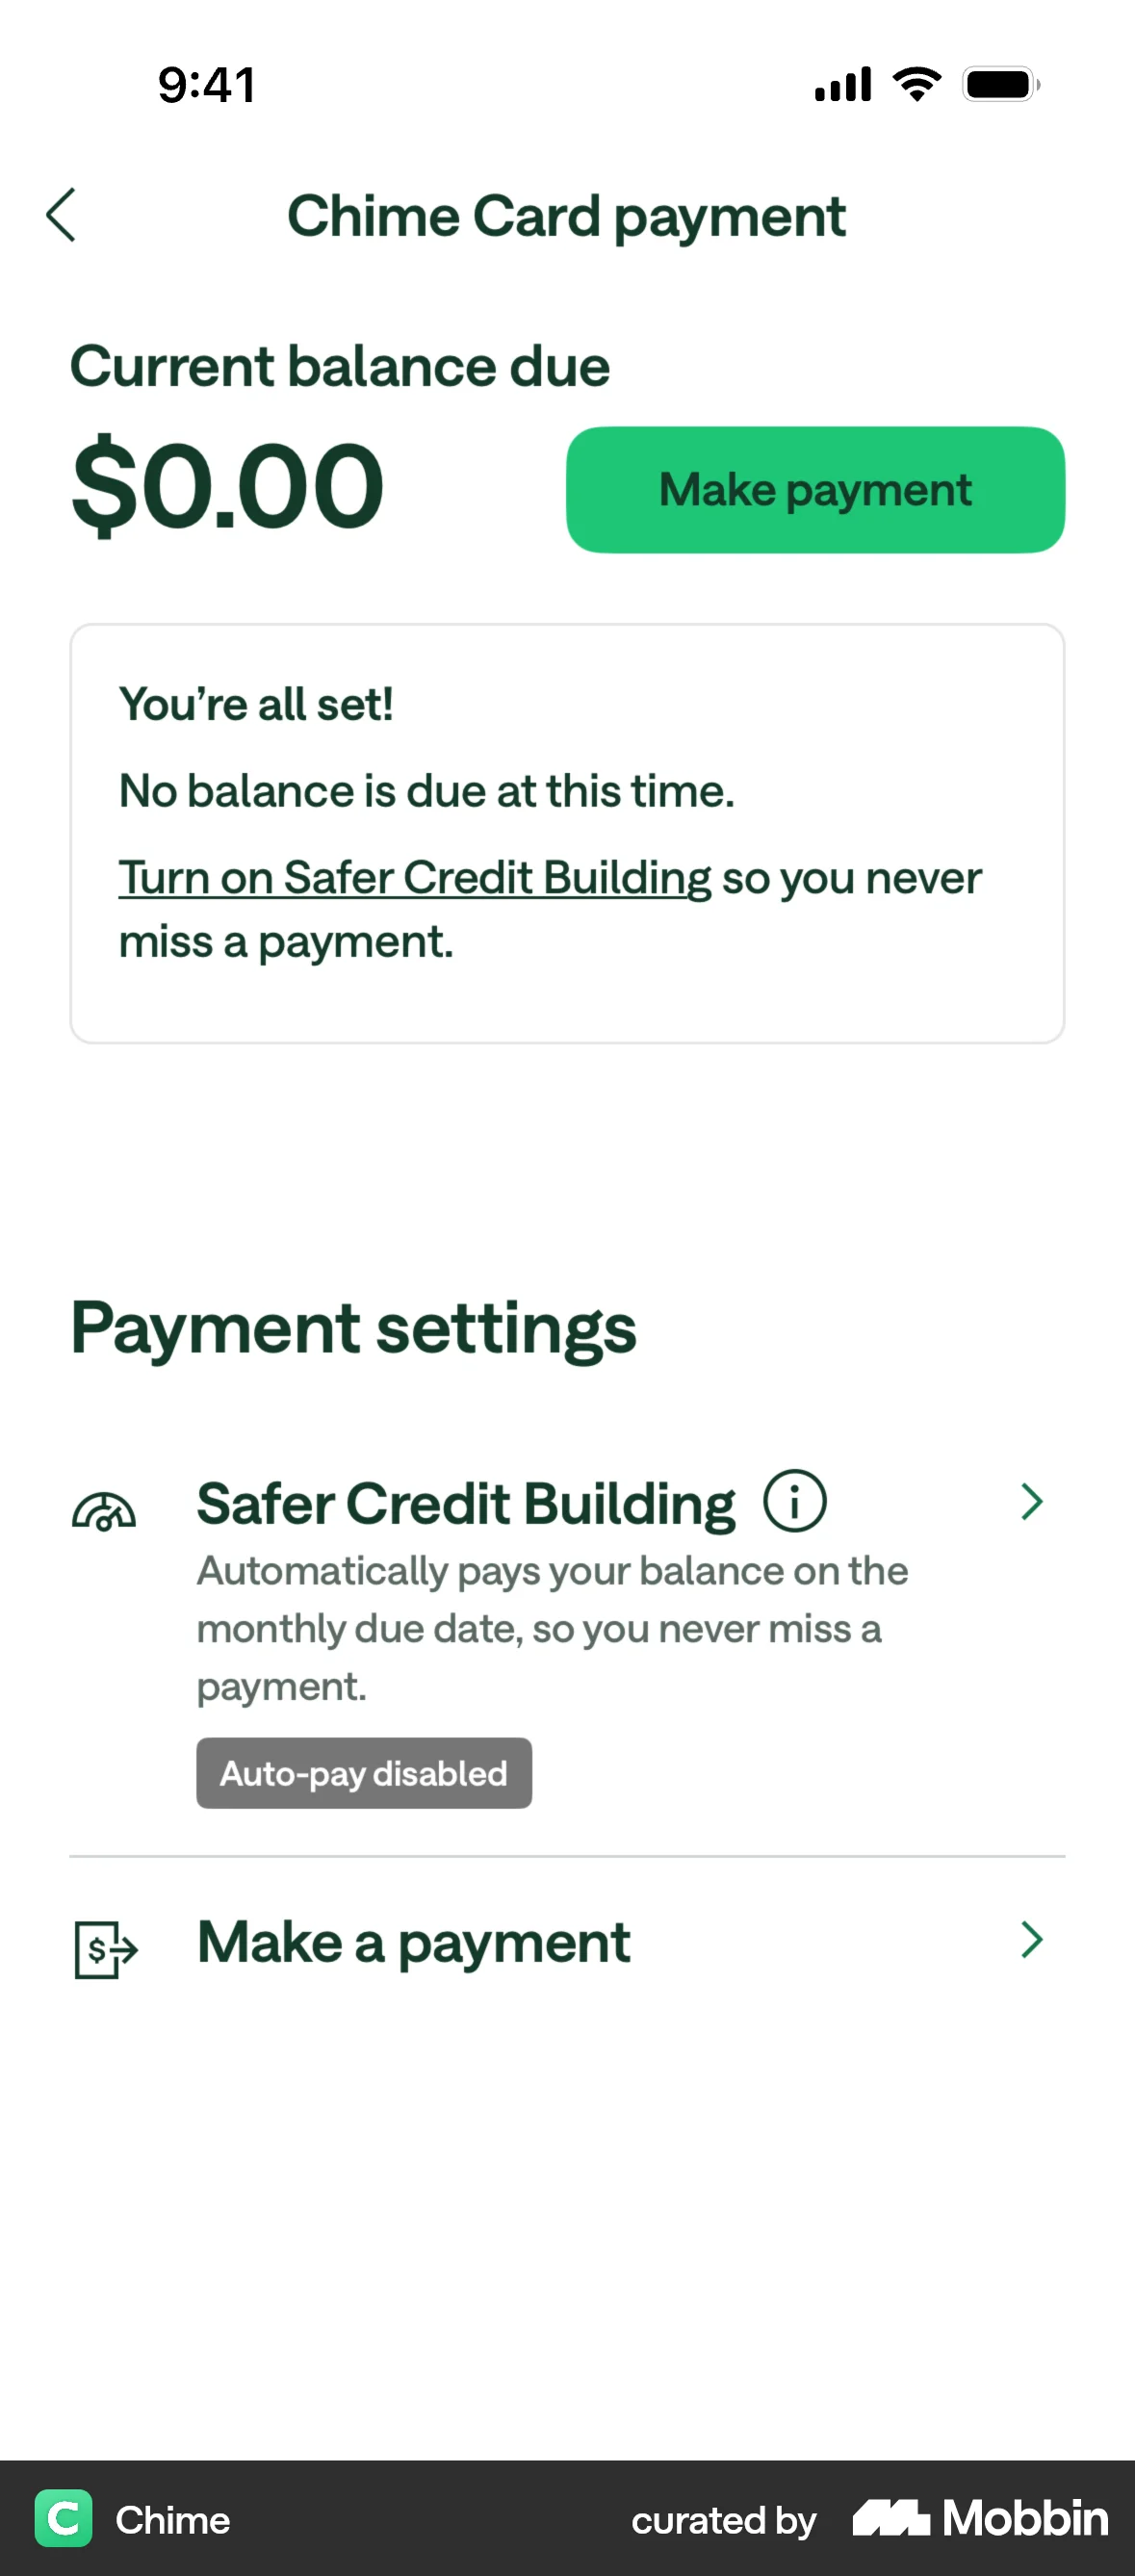 9:41
Chime Card payment
Current balance due
$0.00
Make payment
You’re all set!
No balance is due at this time.
Turn on Safer Credit Building so you never
miss a payment.
Payment settings
Safer Credit Building
Automatically pays your balance on the
monthly due date, so you never miss a
payment.
Auto-pay disabled
Make a payment
Chime
curated by Mobbin